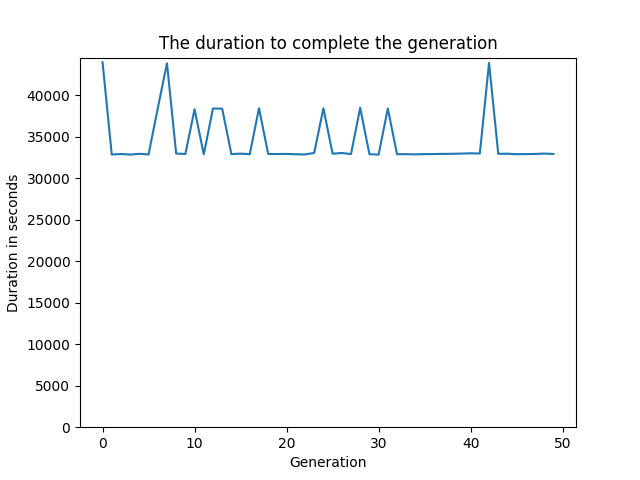 The duration to complete the generation
Duration in seconds
40000
35000
30000
25000
20000
15000
10000
5000
0
0 10 20 30 40 50
Generation